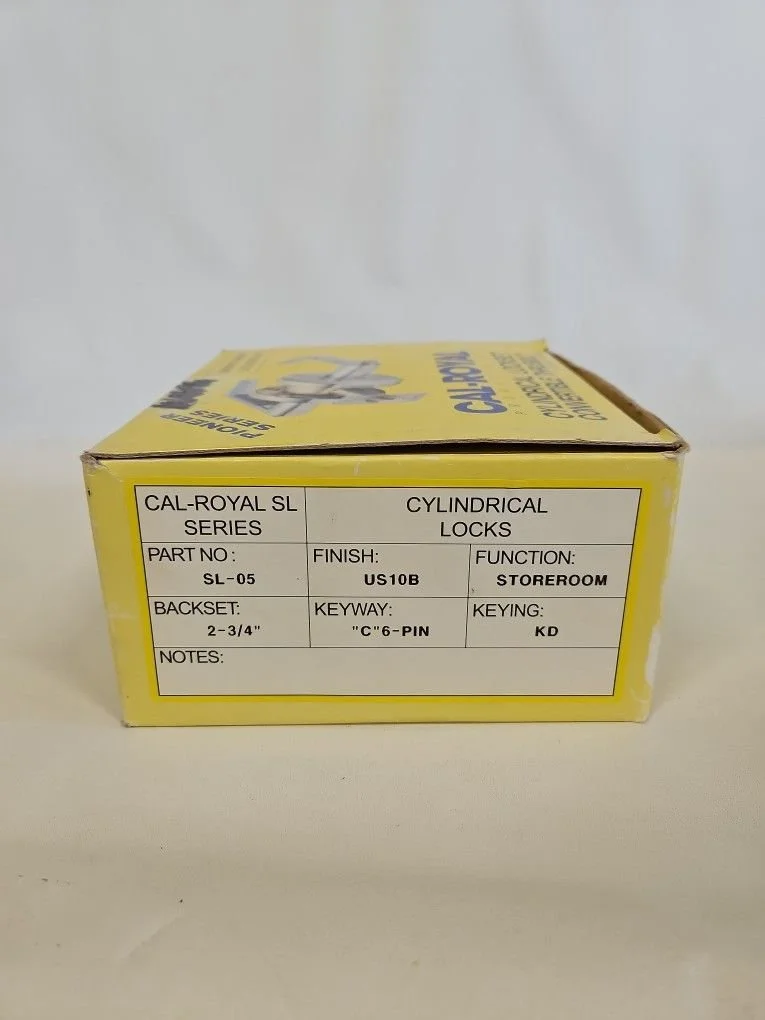 PIONEER
SERIES
CAL-ROYAL
CYLINDRICAL
CAL-ROYAL SL
SERIES
CYLINDRICAL
LOCKS
PART NO :
SL-05
FINISH:
US10B
FUNCTION:
STOREROOM
BACKSET:
2-3/4"
KEYWAY:
"C"6-PIN
KEYING:
KD
NOTES: